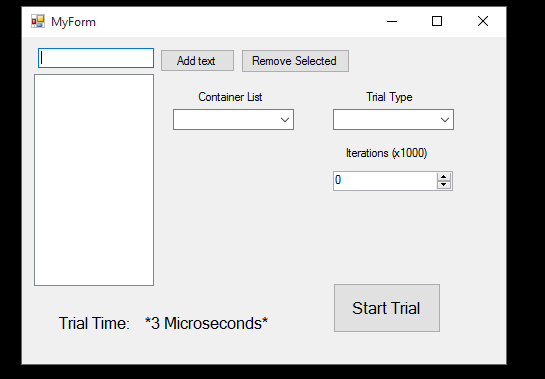 MyForm
Add text
Remove Selected
Container List
Trial Type
Iterations (x1000)
0
Start Trial
Trial Time: *3 Microseconds*